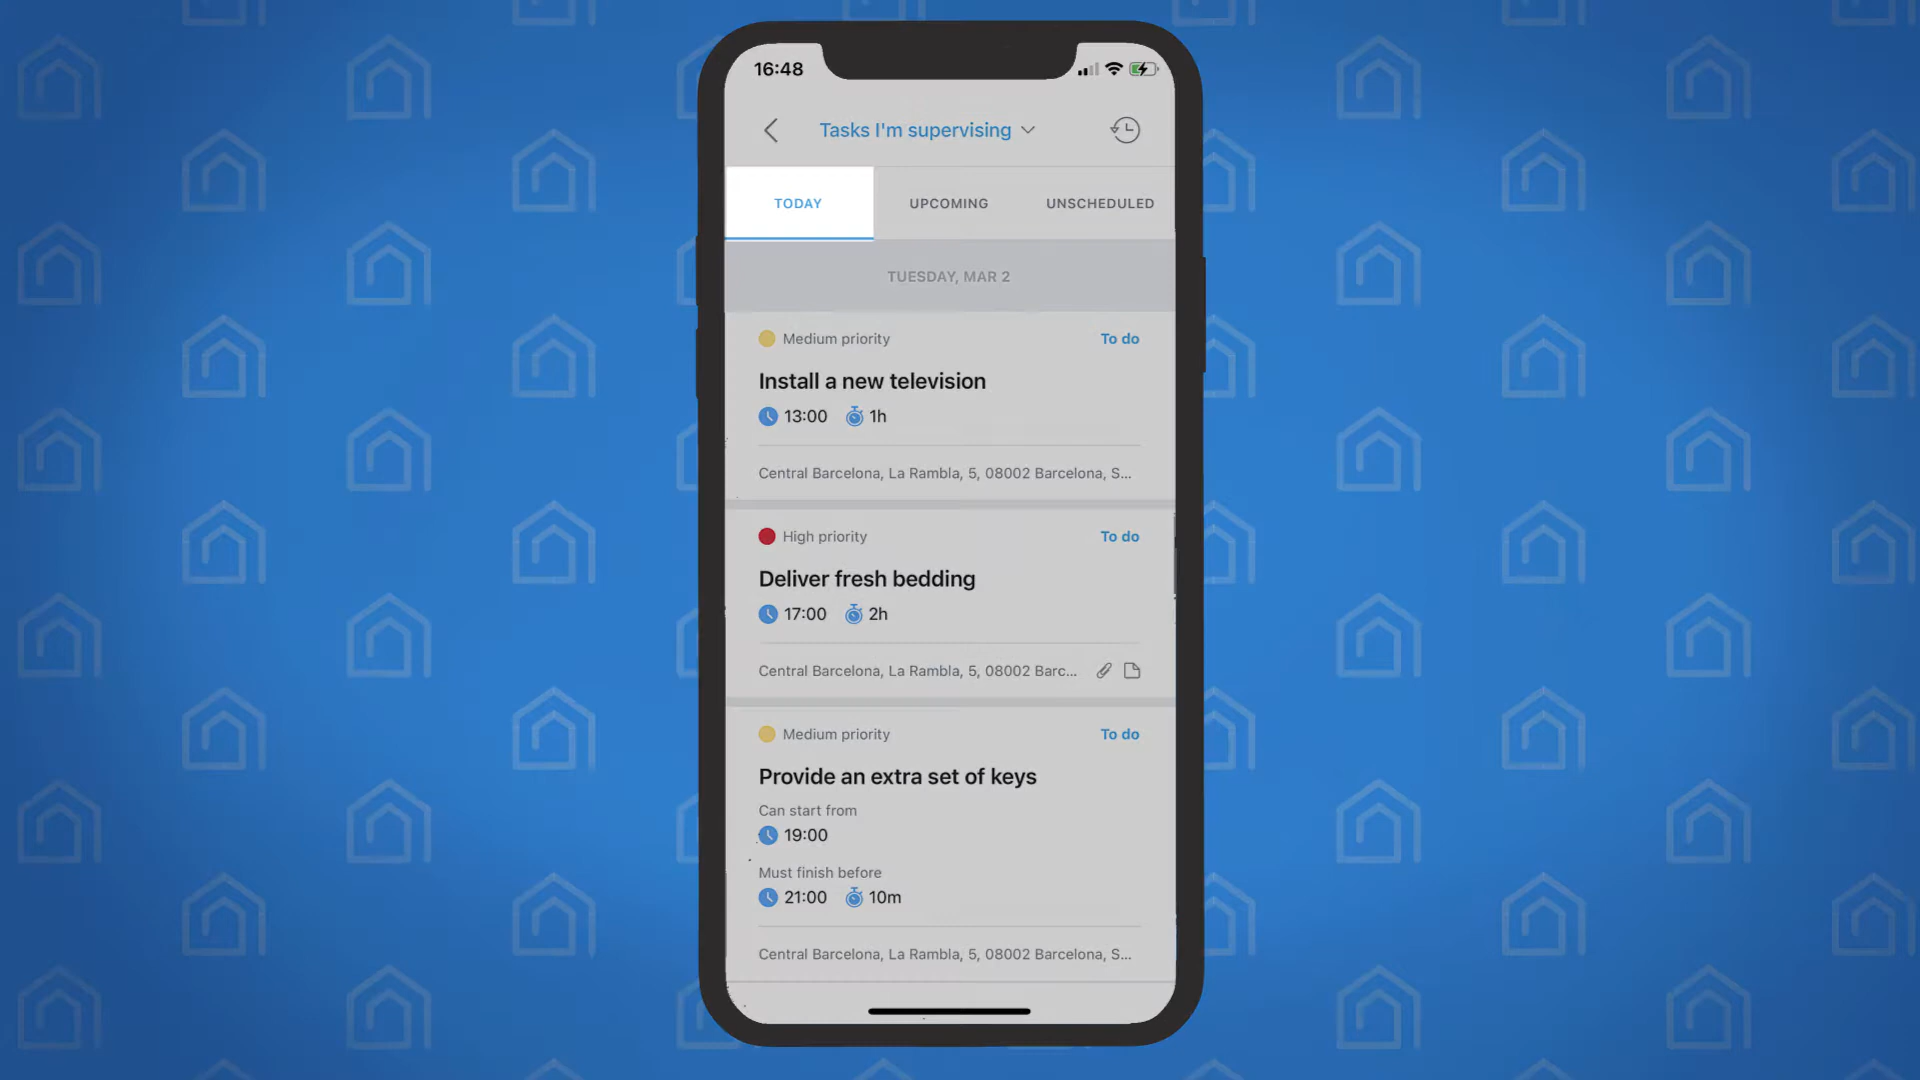 16:48
Tasks I'm supervising
TODAY UPCOMING UNSCHEDULED
TUESDAY, MAR 2
Medium priority To do
Install a new television
13:00 1h
Central Barcelona, La Rambla, 5, 08002 Barcelona, S...
High priority To do
Deliver fresh bedding
17:00 2h
Central Barcelona, La Rambla, 5, 08002 Barc...
Medium priority To do
Provide an extra set of keys
Can start from
19:00
Must finish before
21:00 10m
Central Barcelona, La Rambla, 5, 08002 Barcelona, S...